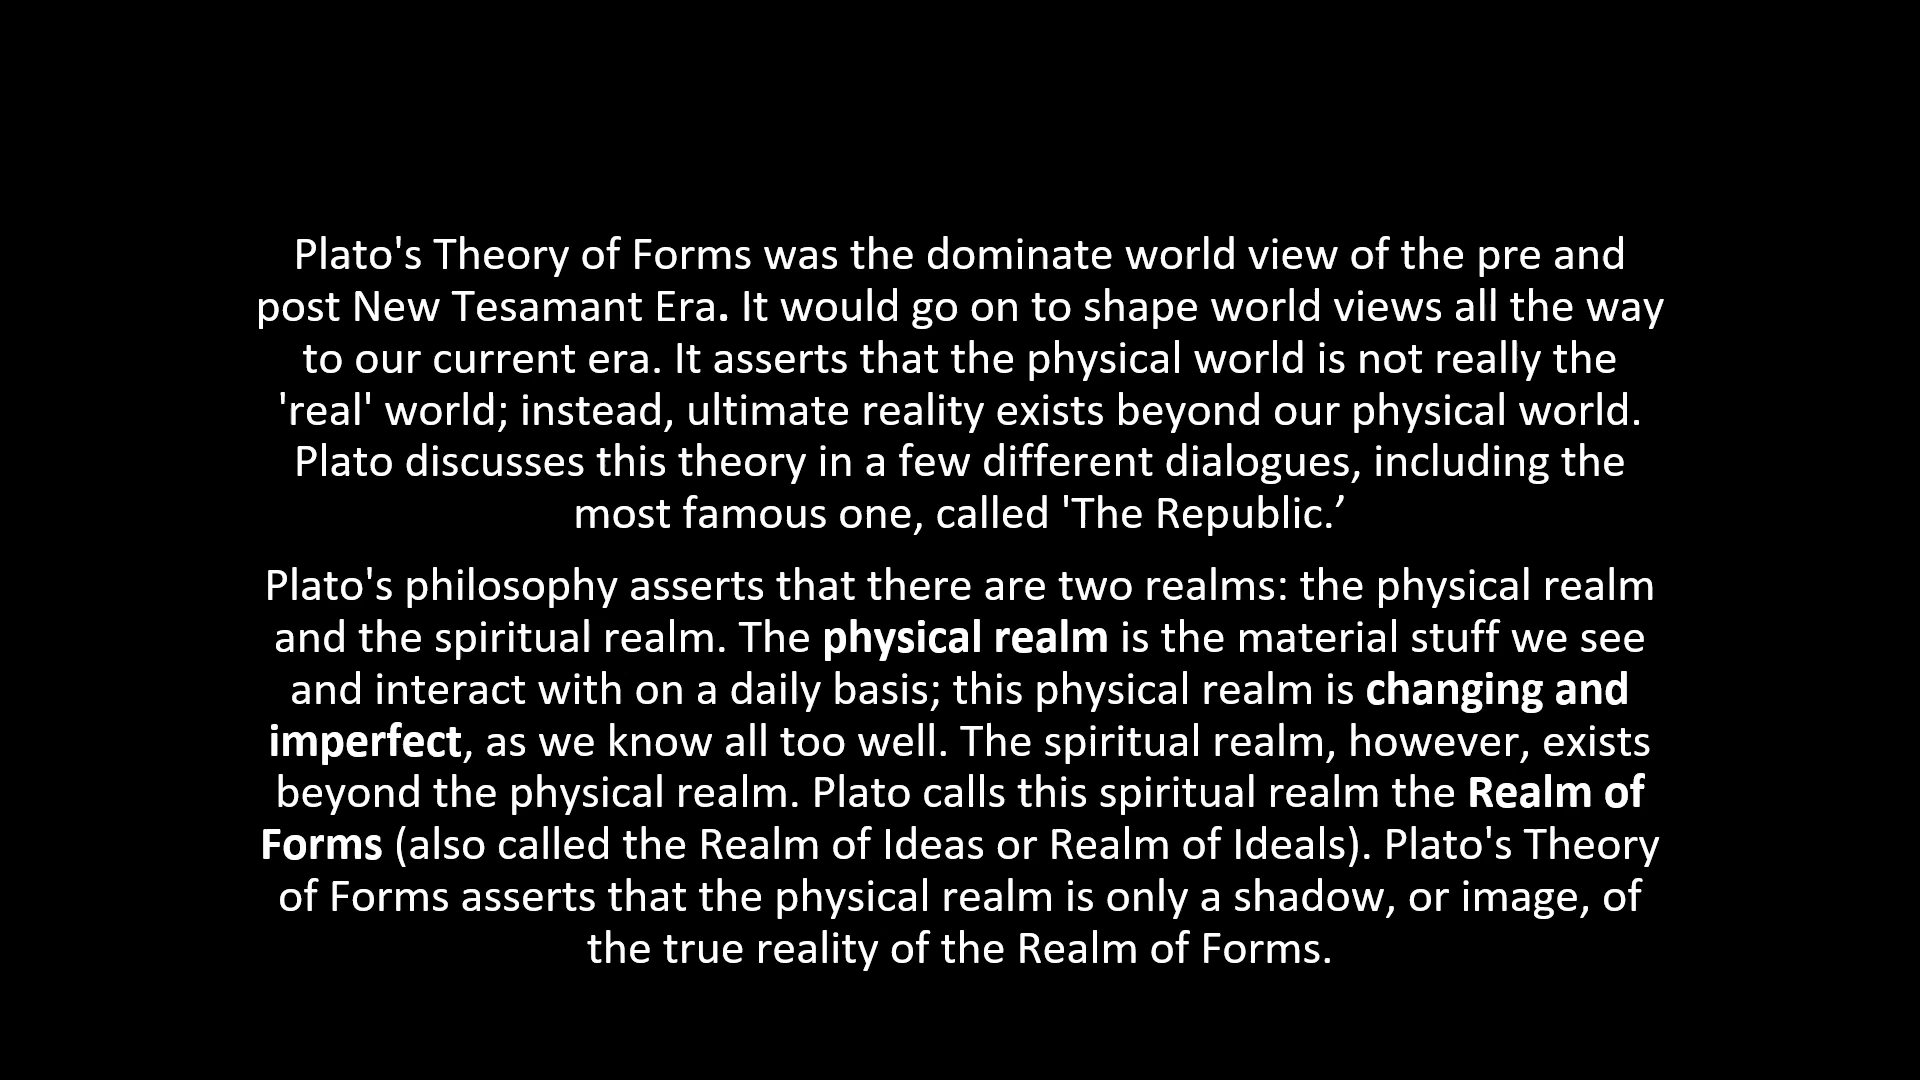 Plato's Theory of Forms was the dominate world view of the pre and
post New Tesamant Era. It would go on to shape world views all the way
to our current era. It asserts that the physical world is not really the
'real' world; instead, ultimate reality exists beyond our physical world.
Plato discusses this theory in a few different dialogues, including the
most famous one, called 'The Republic.’
Plato's philosophy asserts that there are two realms: the physical realm
and the spiritual realm. The physical realm is the material stuff we see
and interact with on a daily basis; this physical realm is changing and
imperfect, as we know all too well. The spiritual realm, however, exists
beyond the physical realm. Plato calls this spiritual realm the Realm of
Forms (also called the Realm of Ideas or Realm of Ideals). Plato's Theory
of Forms asserts that the physical realm is only a shadow, or image, of
the true reality of the Realm of Forms.